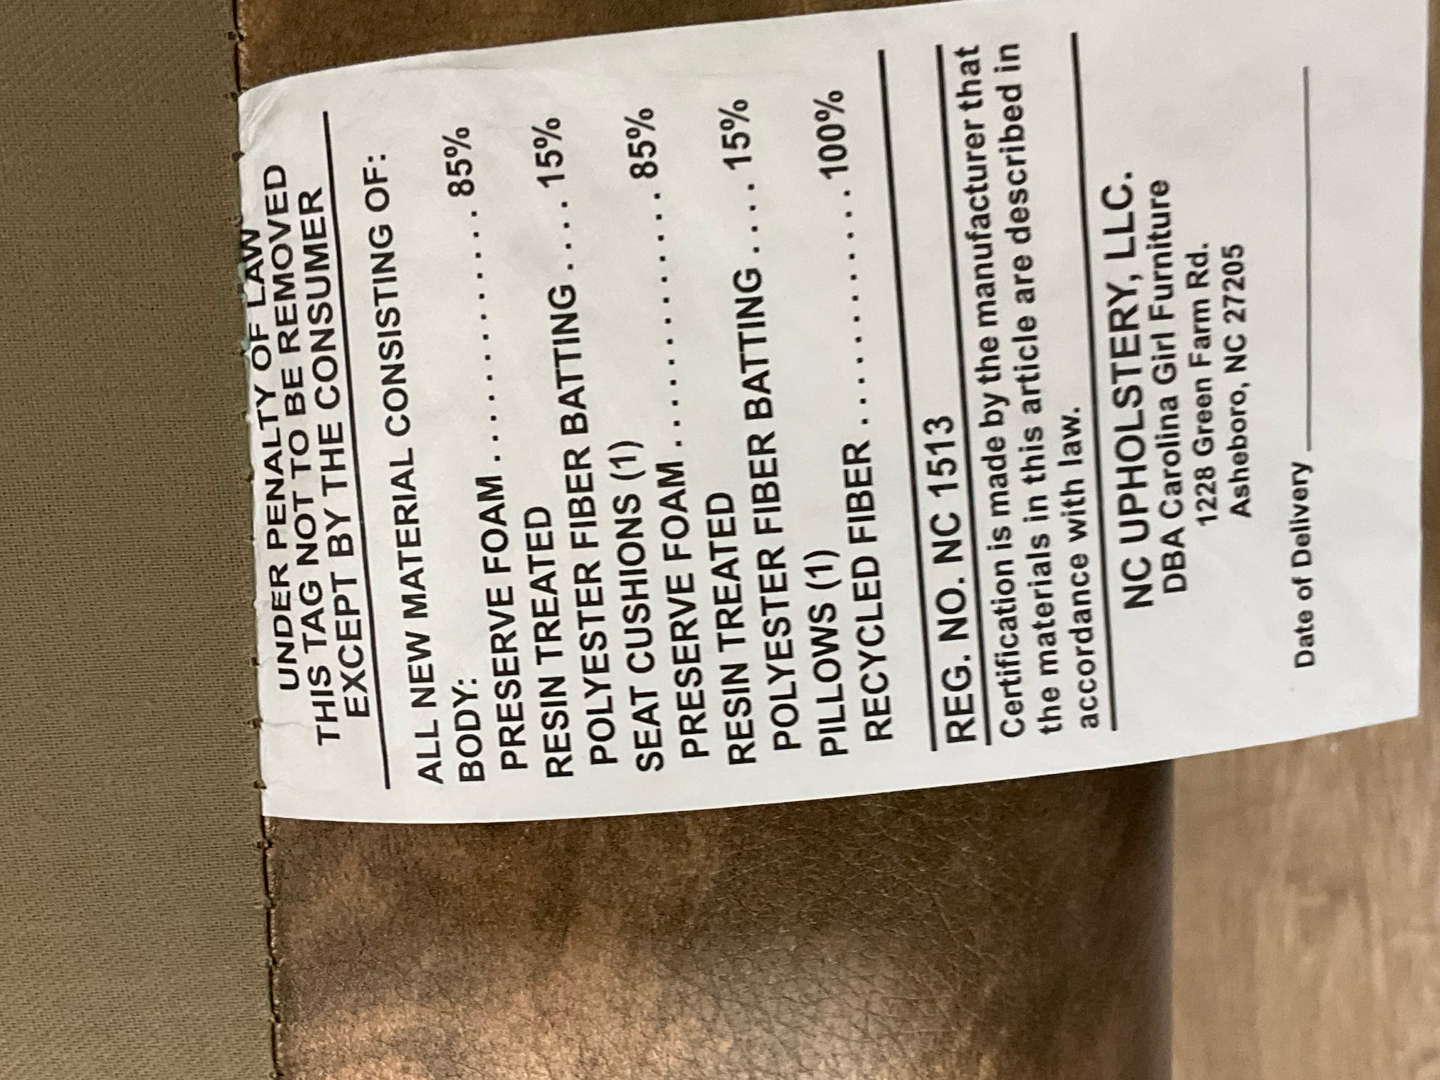 UNDER PENALTY OF LAW
THIS TAG NOT TO BE REMOVED
EXCEPT BY THE CONSUMER
ALL NEW MATERIAL CONSISTING OF:
BODY:
PRESERVE FOAM . . . . . . . . . . . . 85%
RESIN TREATED
POLYESTER FIBER BATTING . . . . 15%
SEAT CUSHIONS (1)
PRESERVE FOAM . . . . . . . . . . . . 85%
RESIN TREATED
POLYESTER FIBER BATTING . . . . 15%
PILLOWS (1)
RECYCLED FIBER . . . . . . . . . . . 100%
REG. NO. NC 1513
Certification is made by the manufacturer that
the materials in this article are described in
accordance with law.
NC UPHOLSTERY, LLC.
DBA Carolina Girl Furniture
1228 Green Farm Rd.
Asheboro, NC 27205
Date of Delivery